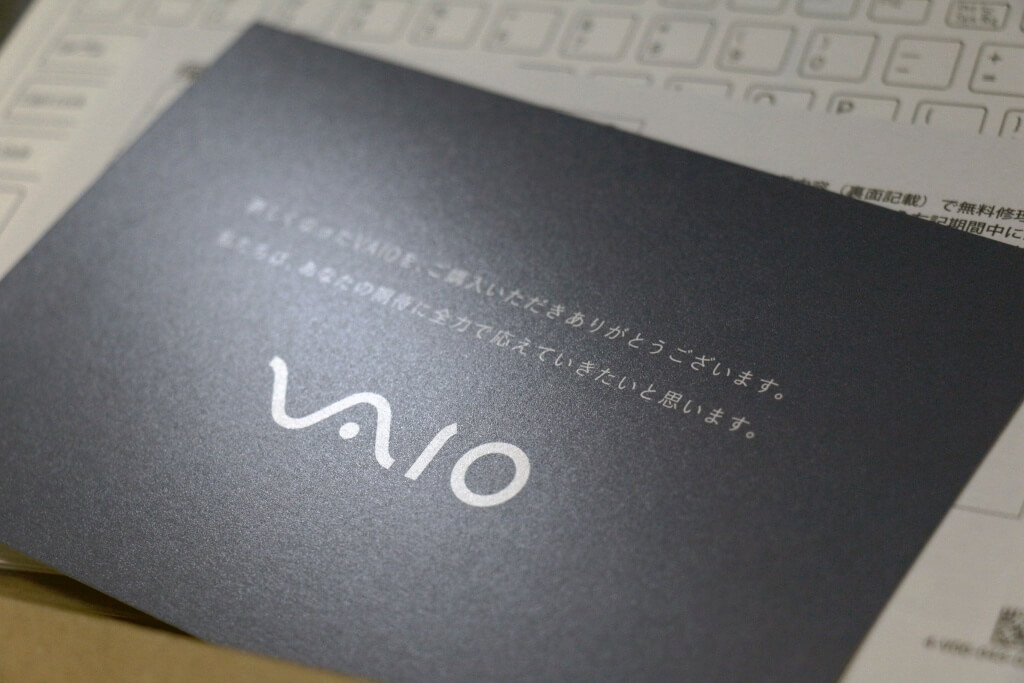 P
(裏面記載)で無料修理
期間中に
新しくなったVAIOを、ご購入いただきありがとうございます。
私たちは、あなたの期待に全力で応えていきたいと思います。
VAIO